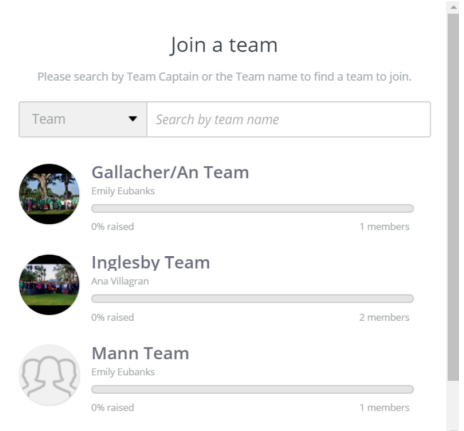 Join a team
Please search by Team Captain or the Team name to find a team to join.
Team Search by team name
Gallacher/An Team
Emily Eubanks
0% raised 1 members
Inglesby Team
Ana Villagran
0% raised 2 members
Mann Team
Emily Eubanks
0% raised 1 members